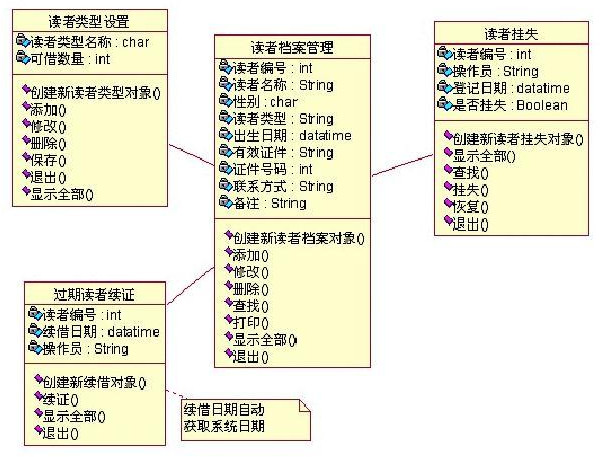 读者类型设置
读者类型名称 : char
可借数量 : int
创建新读者类型对象()
添加()
修改()
删除()
保存()
退出()
显示全部()
读者档案管理
读者编号 : int
读者名称 : String
性别 : char
读者类型 : String
出生日期 : datatime
有效证件 : String
证件号码 : int
联系方式 : String
备注 : String
创建新读者档案对象()
添加()
修改()
删除()
查找()
打印()
显示全部()
退出()
读者挂失
读者编号 : int
操作员 : String
登记日期 : datetime
是否挂失 : Boolean
创建新读者挂失对象()
显示全部()
查找()
挂失()
恢复()
退出()
过期读者续证
读者编号 : int
续借日期 : datatime
操作员 : String
创建新续借对象()
续证()
显示全部()
退出()
续借日期自动
获取系统日期